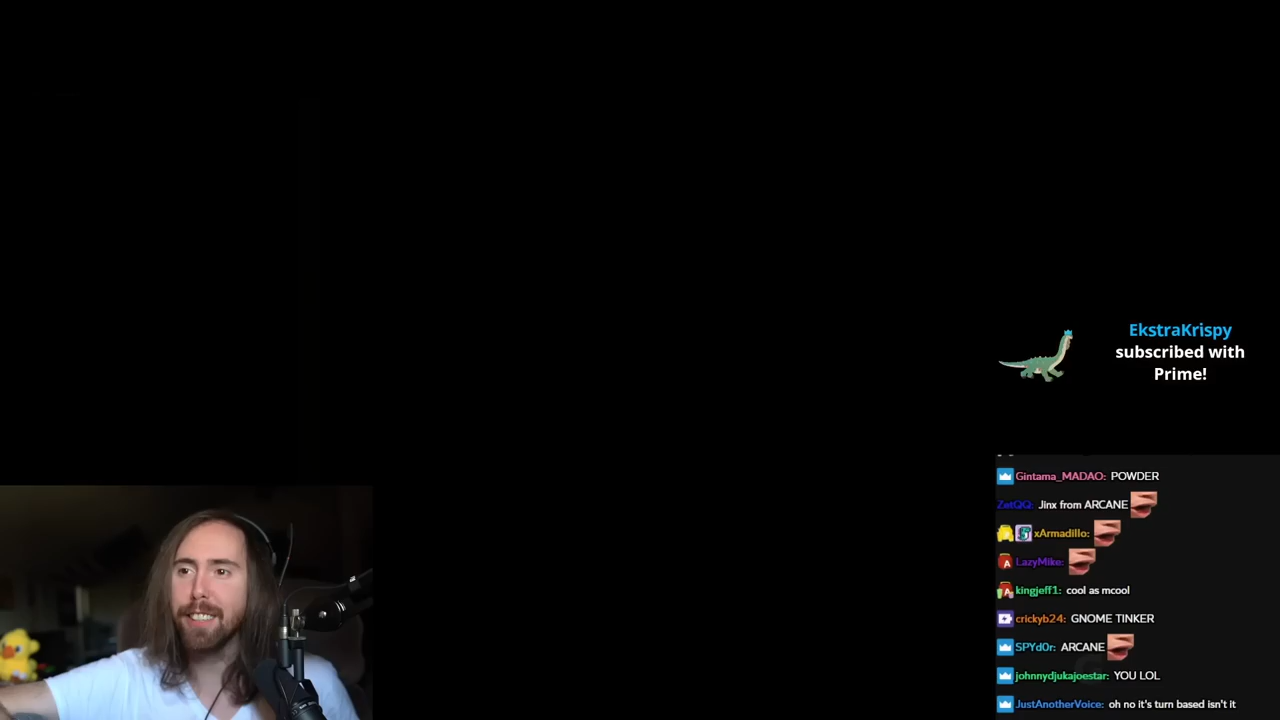 EkstraKrispy
subscribed with
Prime!
Gintama_MADAO: POWDER
ZetQQ: Jinx from ARCANE
xArmadillo:
LazyMike:
kingjeff1: cool as mcool
crickyb24: GNOME TINKER
SPYd0r: ARCANE
johnnydjukajoestar: YOU LOL
JustAnotherVoice: oh no it's turn based isn't it